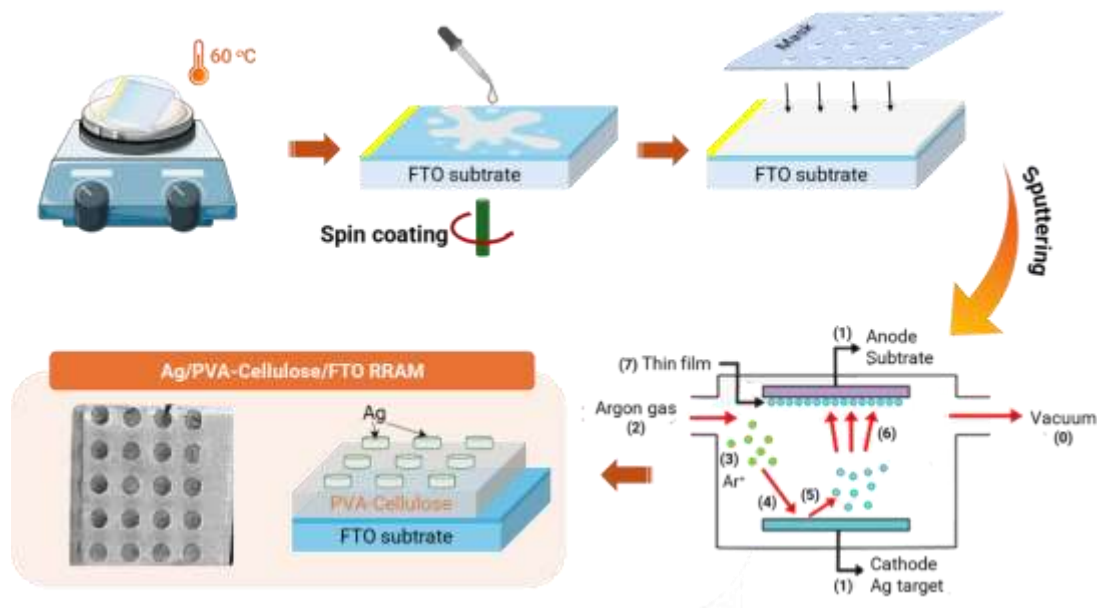 60 ºC
FTO subtrate
Spin coating
Mask
FTO subtrate
Sputtering
(1)
Anode
Subtrate
(7) Thin film
Argon gas
(2)
(3)
Ar⁺
(4)
(5)
(6)
Vacuum
(0)
(1)
Cathode
Ag target
Ag/PVA-Cellulose/FTO RRAM
Ag
PVA-Cellulose
FTO subtrate